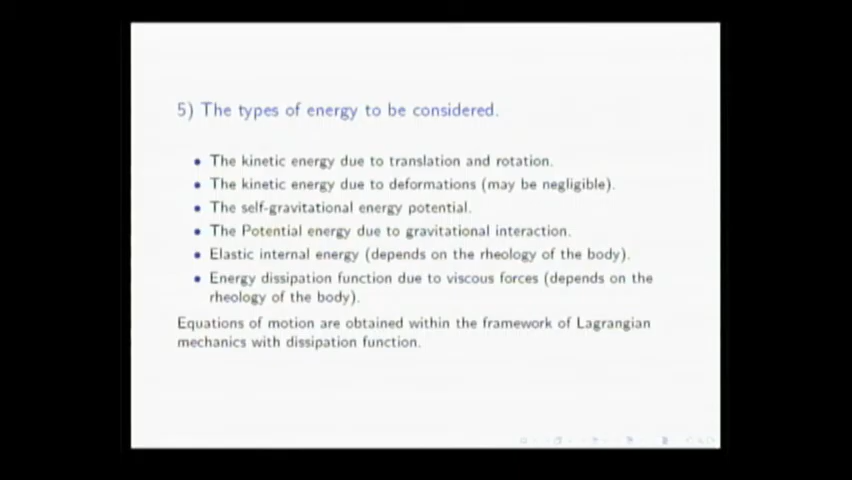 5) The types of energy to be considered.
• The kinetic energy due to translation and rotation.
• The kinetic energy due to deformations (may be negligible).
• The self-gravitational energy potential.
• The Potential energy due to gravitational interaction.
• Elastic internal energy (depends on the rheology of the body).
• Energy dissipation function due to viscous forces (depends on the
rheology of the body).
Equations of motion are obtained within the framework of Lagrangian
mechanics with dissipation function.